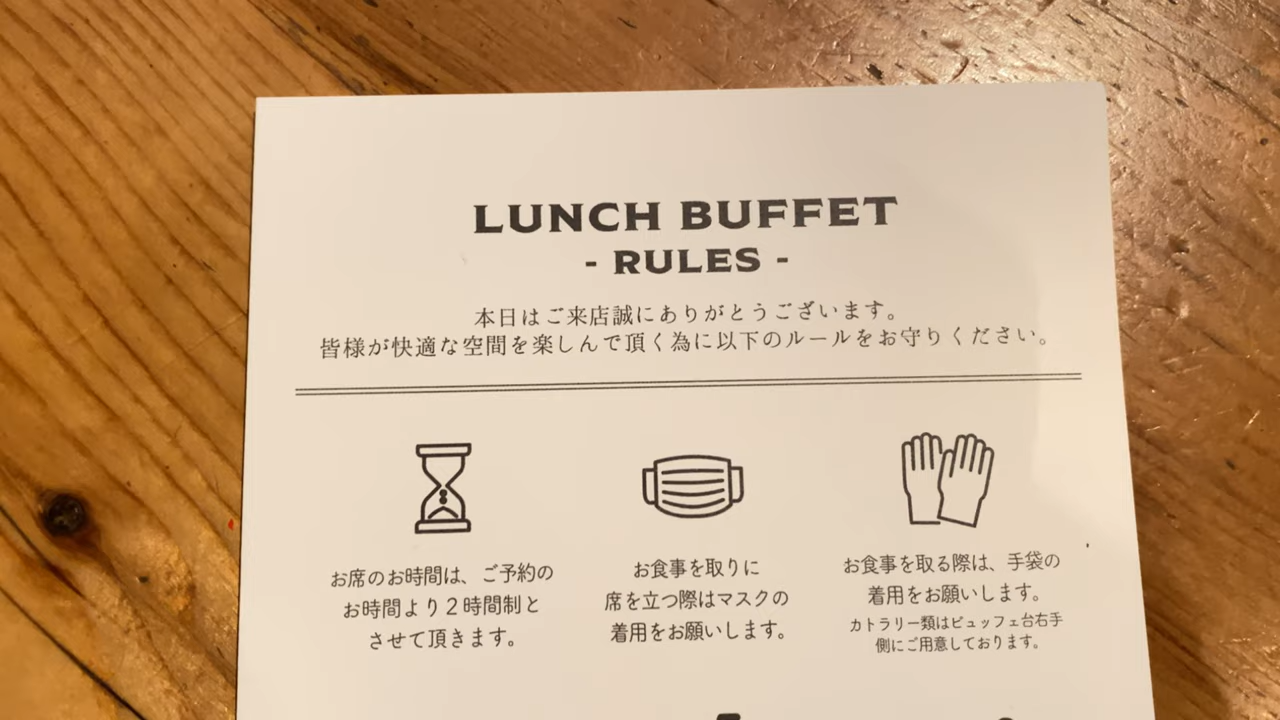 LUNCH BUFFET
- RULES -
本日はご来店誠にありがとうございます。
皆様が快適な空間を楽しんで頂く為に以下のルールをお守りください。
お席のお時間は、ご予約の
お時間より2時間制と
させて頂きます。
お食事を取りに
席を立つ際はマスクの
着用をお願いします。
お食事を取る際は、手袋の
着用をお願いします。
カトラリー類はビュッフェ台右手
側にご用意しております。